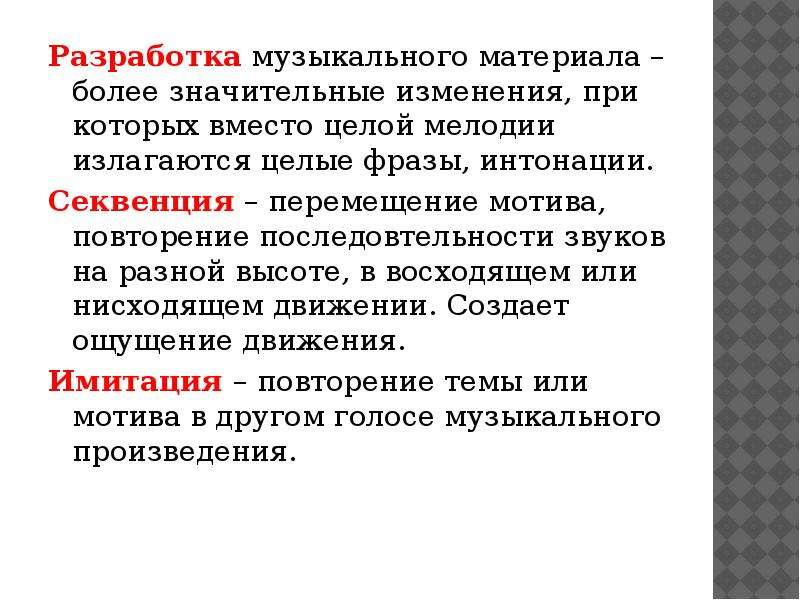 Разработка музыкального материала –
более значительные изменения, при
которых вместо целой мелодии
излагаются целые фразы, интонации.
Секвенция – перемещение мотива,
повторение последовтельности звуков
на разной высоте, в восходящем или
нисходящем движении. Создает
ощущение движения.
Имитация – повторение темы или
мотива в другом голосе музыкального
произведения.